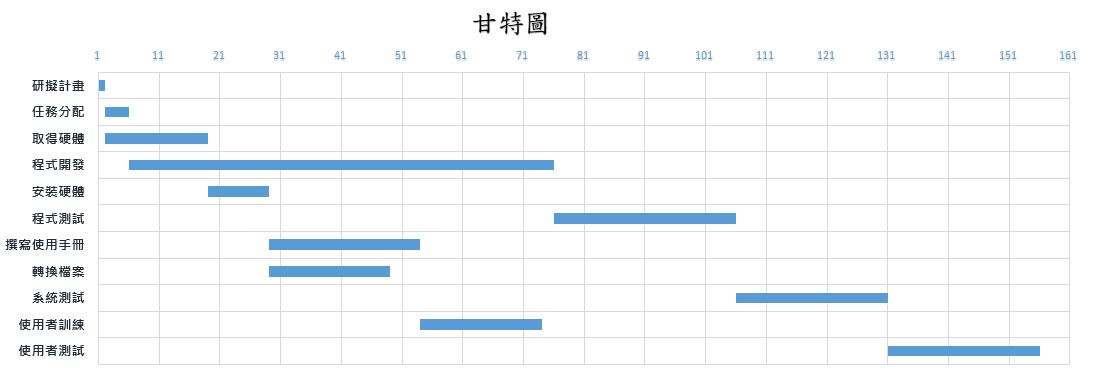 甘特圖
1 11 21 31 41 51 61 71 81 91 101 111 121 131 141 151 161
研擬計畫
任務分配
取得硬體
程式開發
安裝硬體
程式測試
撰寫使用手冊
轉換檔案
系統測試
使用者訓練
使用者測試